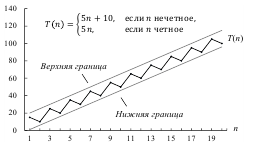 140
120
100
80
60
40
20
0
T(n) = {5n + 10, если n нечетное,
5n, если n четное
T(n)
Верхняя граница
Нижняя граница
n
1 3 5 7 9 11 13 15 17 19